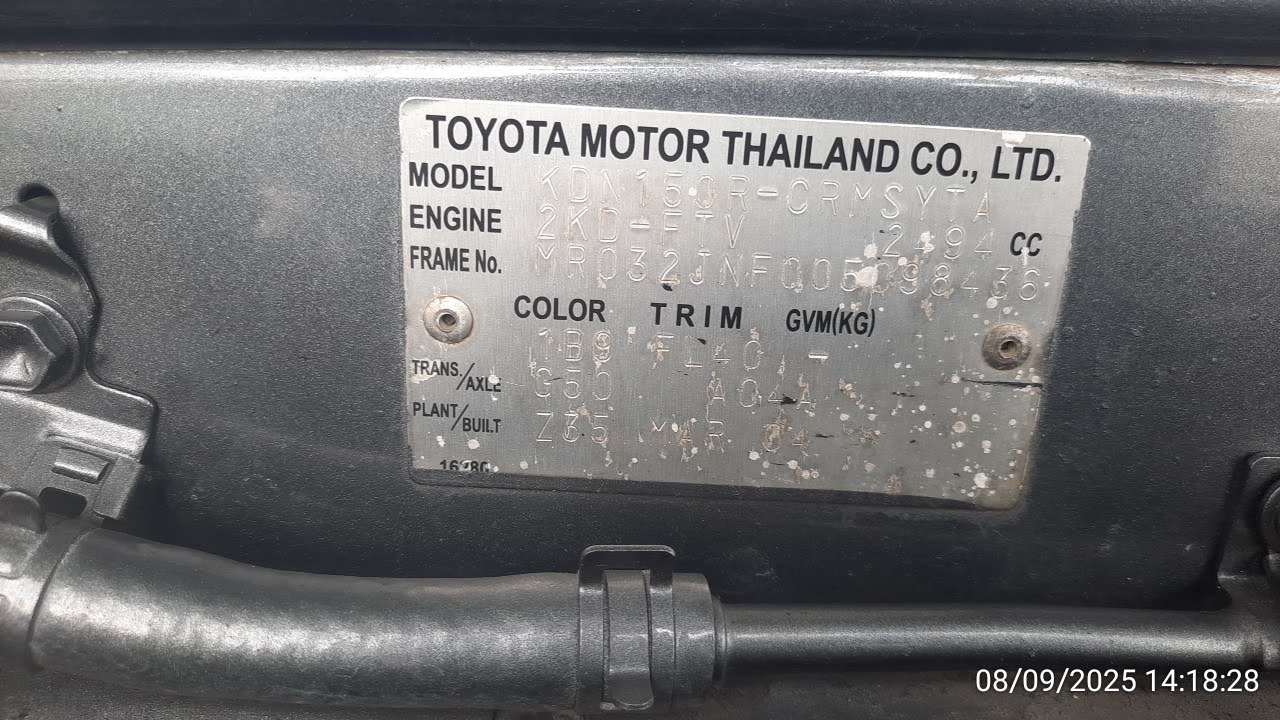 TOYOTA MOTOR THAILAND CO., LTD.
MODEL KDN150R-CRMSYTA
ENGINE 2KD-FTV 2494 CC
FRAME No. MR032JNF005098436
COLOR TRIM GVM(KG)
1B9 FL40 -
TRANS./AXLE G50 A04A
PLANT/BUILT Z35 MAR 04
08/09/2025 14:18:28